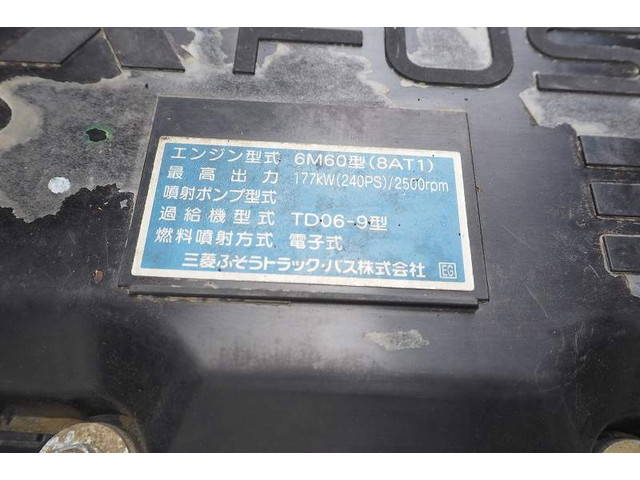 FUS
エンジン型式 6M60型(8AT1)
最高出力 177kW(240PS)/2500rpm
噴射ポンプ型式
過給機型式 TD06-9型
燃料噴射方式 電子式
三菱ふそうトラック・バス株式会社 EG